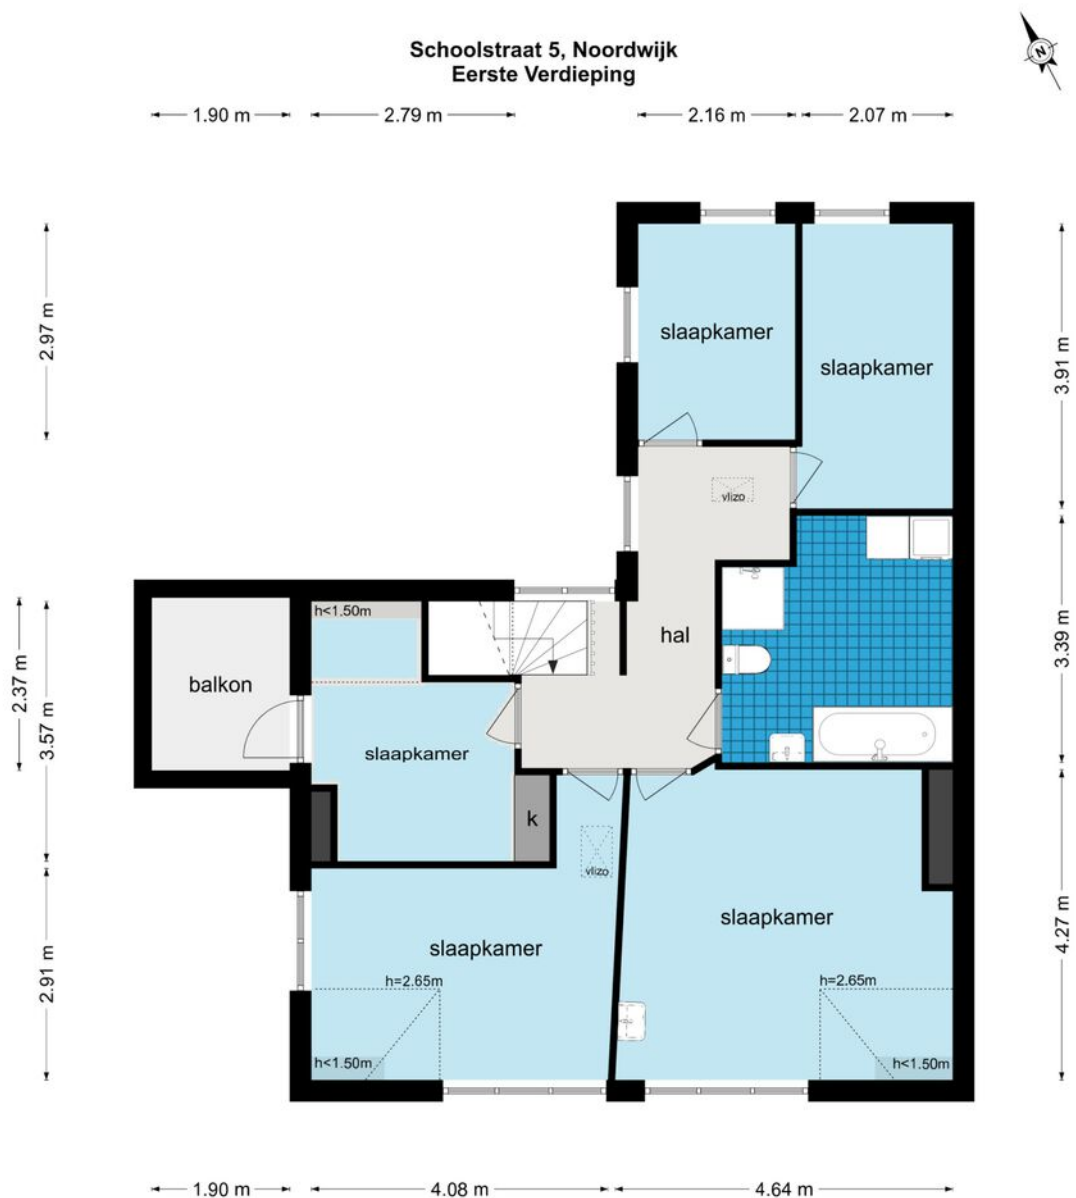 Schoolstraat 5, Noordwijk
Eerste Verdieping
N
1.90 m
2.79 m
2.16 m
2.07 m
2.97 m
3.91 m
slaapkamer
slaapkamer
vlizo
h<1.50m
hal
balkon
2.37 m
3.57 m
3.39 m
slaapkamer
k
vlizo
slaapkamer
slaapkamer
2.91 m
4.27 m
h=2.65m
h=2.65m
h<1.50m
h<1.50m
1.90 m
4.08 m
4.64 m